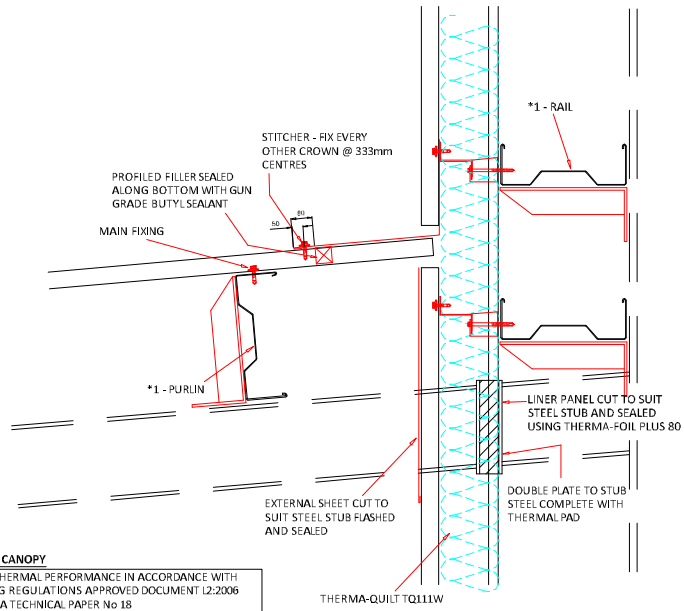 *1 - RAIL
STITCHER - FIX EVERY
OTHER CROWN @ 333mm
CENTRES
PROFILED FILLER SEALED
ALONG BOTTOM WITH GUN
GRADE BUTYL SEALANT
80
50
MAIN FIXING
*1 - PURLIN
LINER PANEL CUT TO SUIT
STEEL STUB AND SEALED
USING THERMA-FOIL PLUS 80
DOUBLE PLATE TO STUB
STEEL COMPLETE WITH
THERMAL PAD
EXTERNAL SHEET CUT TO
SUIT STEEL STUB FLASHED
AND SEALED
THERMA-QUILT TQ111W
CANOPY
HERMAL PERFORMANCE IN ACCORDANCE WITH
G REGULATIONS APPROVED DOCUMENT L2:2006
A TECHNICAL PAPER No 18